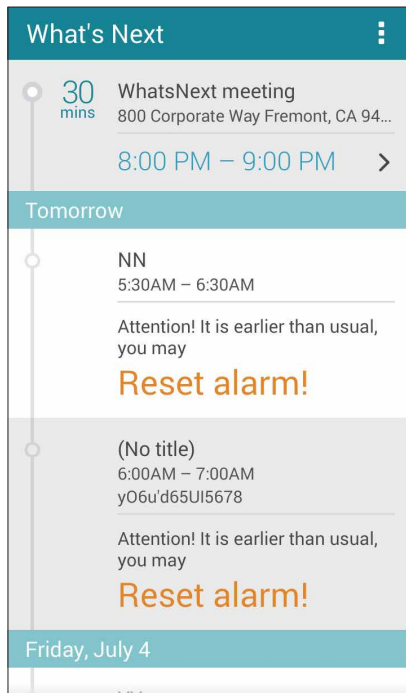 What's Next
30 mins
WhatsNext meeting
800 Corporate Way Fremont, CA 94...
8:00 PM – 9:00 PM
Tomorrow
NN
5:30AM – 6:30AM
Attention! It is earlier than usual,
you may
Reset alarm!
(No title)
6:00AM – 7:00AM
yO6u'd65UI5678
Attention! It is earlier than usual,
you may
Reset alarm!
Friday, July 4